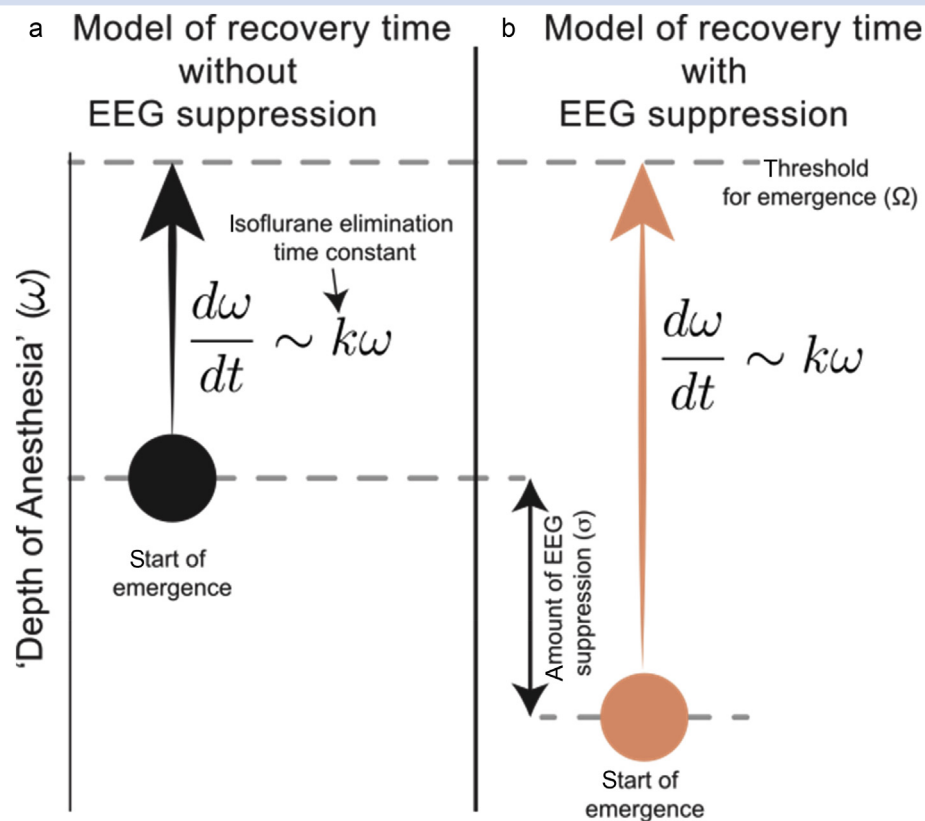 a Model of recovery time
without
EEG suppression
b Model of recovery time
with
EEG suppression
Threshold
for emergence (Ω)
Isoflurane elimination
time constant
dω
dt
~ kω
dω
dt
~ kω
'Depth of Anesthesia' (ω)
Start of
emergence
Amount of EEG
suppression (σ)
Start of
emergence